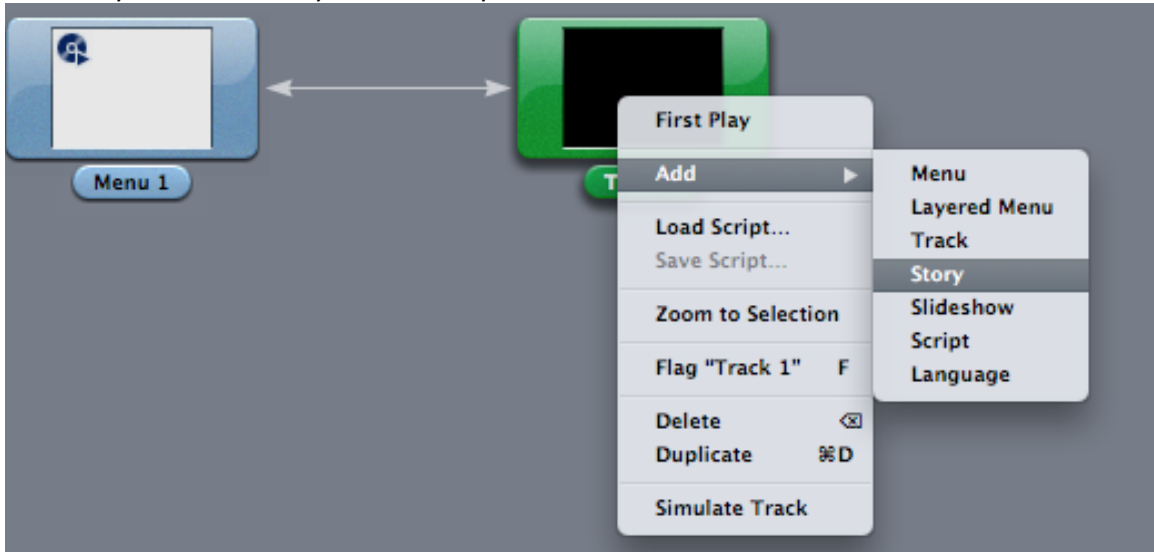 Menu 1
T
First Play
Add
Load Script...
Save Script...
Zoom to Selection
Flag "Track 1" F
Delete ⌫
Duplicate ⌘D
Simulate Track
Menu
Layered Menu
Track
Story
Slideshow
Script
Language